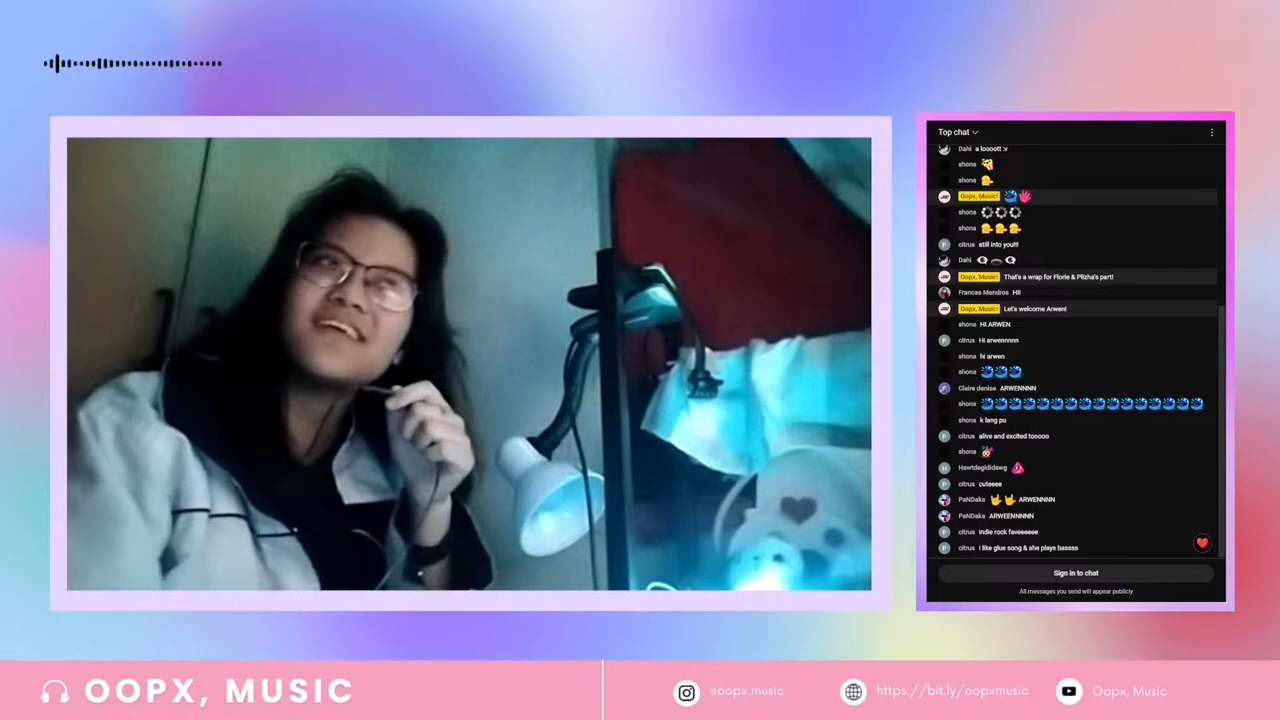 Top chat
Dahi a loooott :v
shona
shona
Oopx, Music!
shona
shona
citrus still into you!!!
Dahi
Oopx, Music! That's a wrap for Florie & Plizha's part!
Frances Mendros Hi!
Oopx, Music! Let's welcome Arwen!
shona HI ARWEN
citrus Hi arwennnnn
shona hi arwen
shona
Claire denise ARWENNNN
shona
shona k lang pu
citrus alive and excited tooooo
shona
Hawtdegididawg
citrus cuteeee
PaNDaka ARWENNNN
PaNDaka ARWEENNNNN
citrus indie rock faveeeeee
citrus i like glue song & she plays bassss
Sign in to chat
All messages you send will appear publicly
OOPX, MUSIC
@oopx.music
https://bit.ly/oopxmusic
Oopx, Music